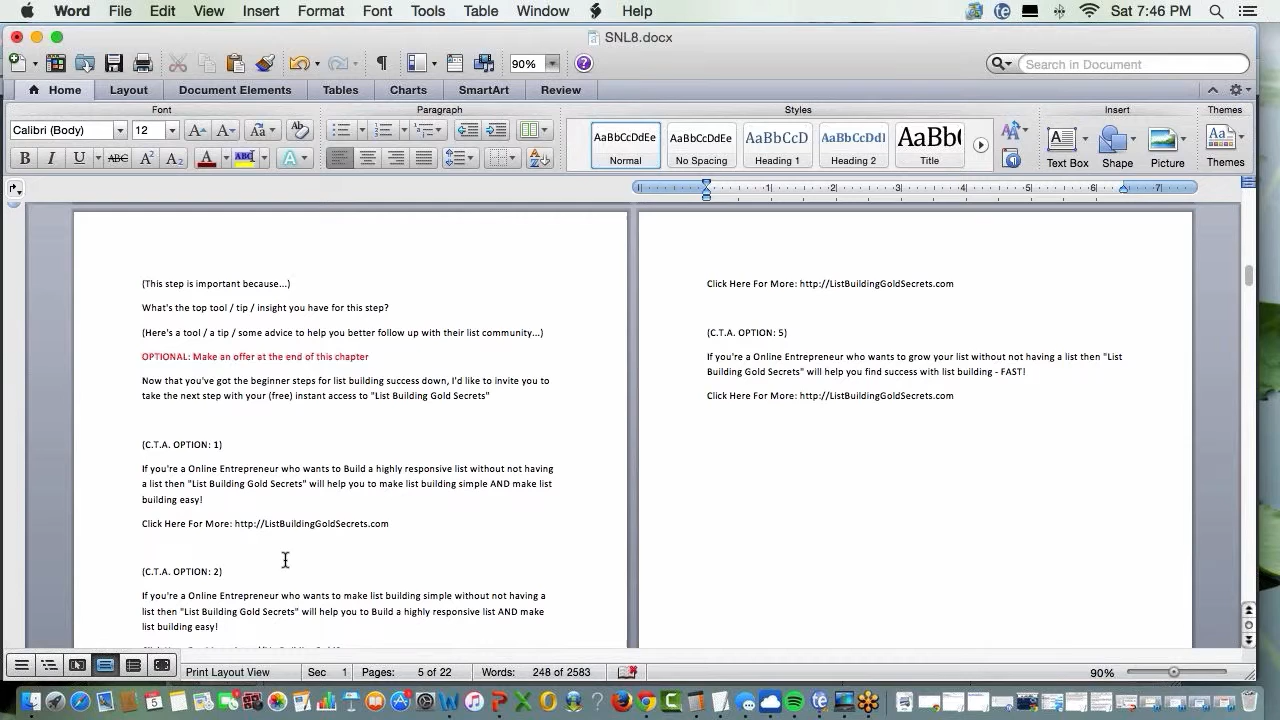 Word File Edit View Insert Format Font Tools Table Window Help Sat 7:46 PM
SNL8.docx
90%
Search in Document
Home Layout Document Elements Tables Charts SmartArt Review
Font Paragraph Styles Insert Themes
Calibri (Body) 12
AaBbCcDdEe AaBbCcDdEe AaBbCcD AaBbCcDdI AaBb(
Normal No Spacing Heading 1 Heading 2 Title
Text Box Shape Picture Themes
B I U ABC A² A₂ A ABC A
1 2 3 4 5 6 7
(This step is important because...)
What's the top tool / tip / insight you have for this step?
(Here's a tool / a tip / some advice to help you better follow up with their list community...)
OPTIONAL: Make an offer at the end of this chapter
Now that you've got the beginner steps for list building success down, I'd like to invite you to
take the next step with your (free) instant access to "List Building Gold Secrets"
(C.T.A. OPTION: 1)
If you're a Online Entrepreneur who wants to Build a highly responsive list without not having
a list then "List Building Gold Secrets" will help you to make list building simple AND make list
building easy!
Click Here For More: http://ListBuildingGoldSecrets.com
(C.T.A. OPTION: 2)
If you're a Online Entrepreneur who wants to make list building simple without not having a
list then "List Building Gold Secrets" will help you to Build a highly responsive list AND make
list building easy!
Click Here For More: http://ListBuildingGoldSecrets.com
(C.T.A. OPTION: 5)
If you're a Online Entrepreneur who wants to grow your list without not having a list then "List
Building Gold Secrets" will help you find success with list building - FAST!
Click Here For More: http://ListBuildingGoldSecrets.com
Print Layout View Sec 1 Pages: 5 of 22 Words: 248 of 2583 90%